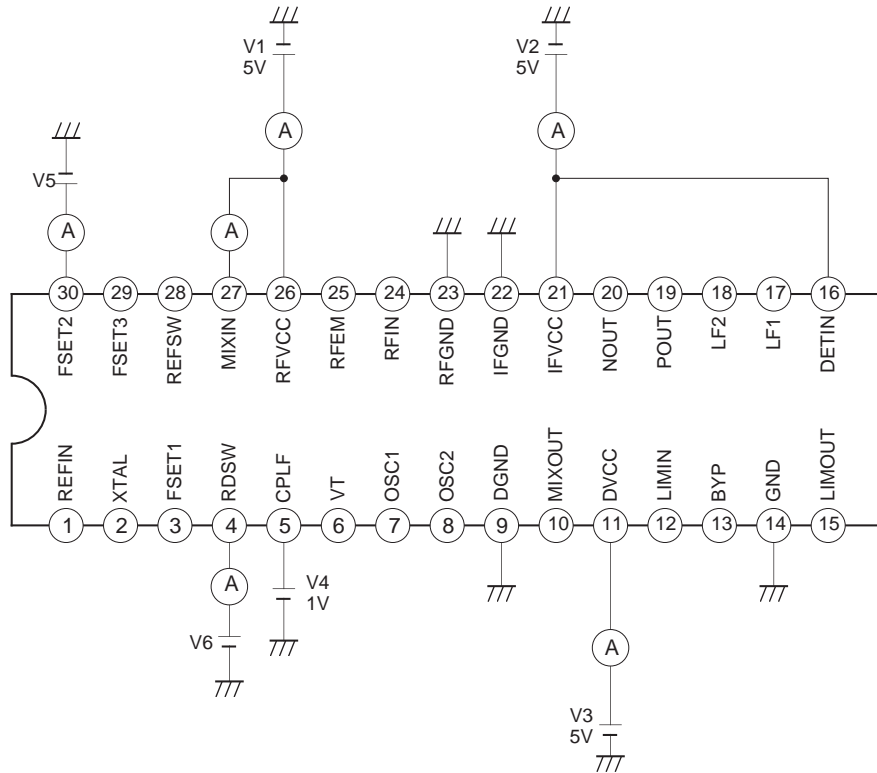 V1
5V
V2
5V
A
A
V5
A
A
30 29 28 27 26 25 24 23 22 21 20 19 18 17 16
FSET2
FSET3
REFSW
MIXIN
RFVCC
RFEM
RFIN
RFGND
IFGND
IFVCC
NOUT
POUT
LF2
LF1
DETIN
REFIN
XTAL
FSET1
RDSW
CPLF
VT
OSC1
OSC2
DGND
MIXOUT
DVCC
LIMIN
BYP
GND
LIMOUT
1 2 3 4 5 6 7 8 9 10 11 12 13 14 15
A
V4
1V
V6
A
V3
5V